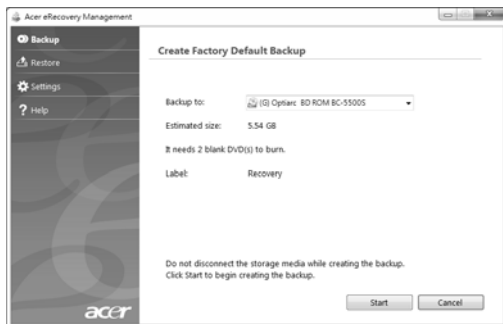 Acer eRecovery Management
Backup
Restore
Settings
Help
Create Factory Default Backup
Backup to: (G) Optiarc BD ROM BC-5500S
Estimated size: 5.54 GB
It needs 2 blank DVD(s) to burn.
Label: Recovery
Do not disconnect the storage media while creating the backup.
Click Start to begin creating the backup.
Start Cancel
acer